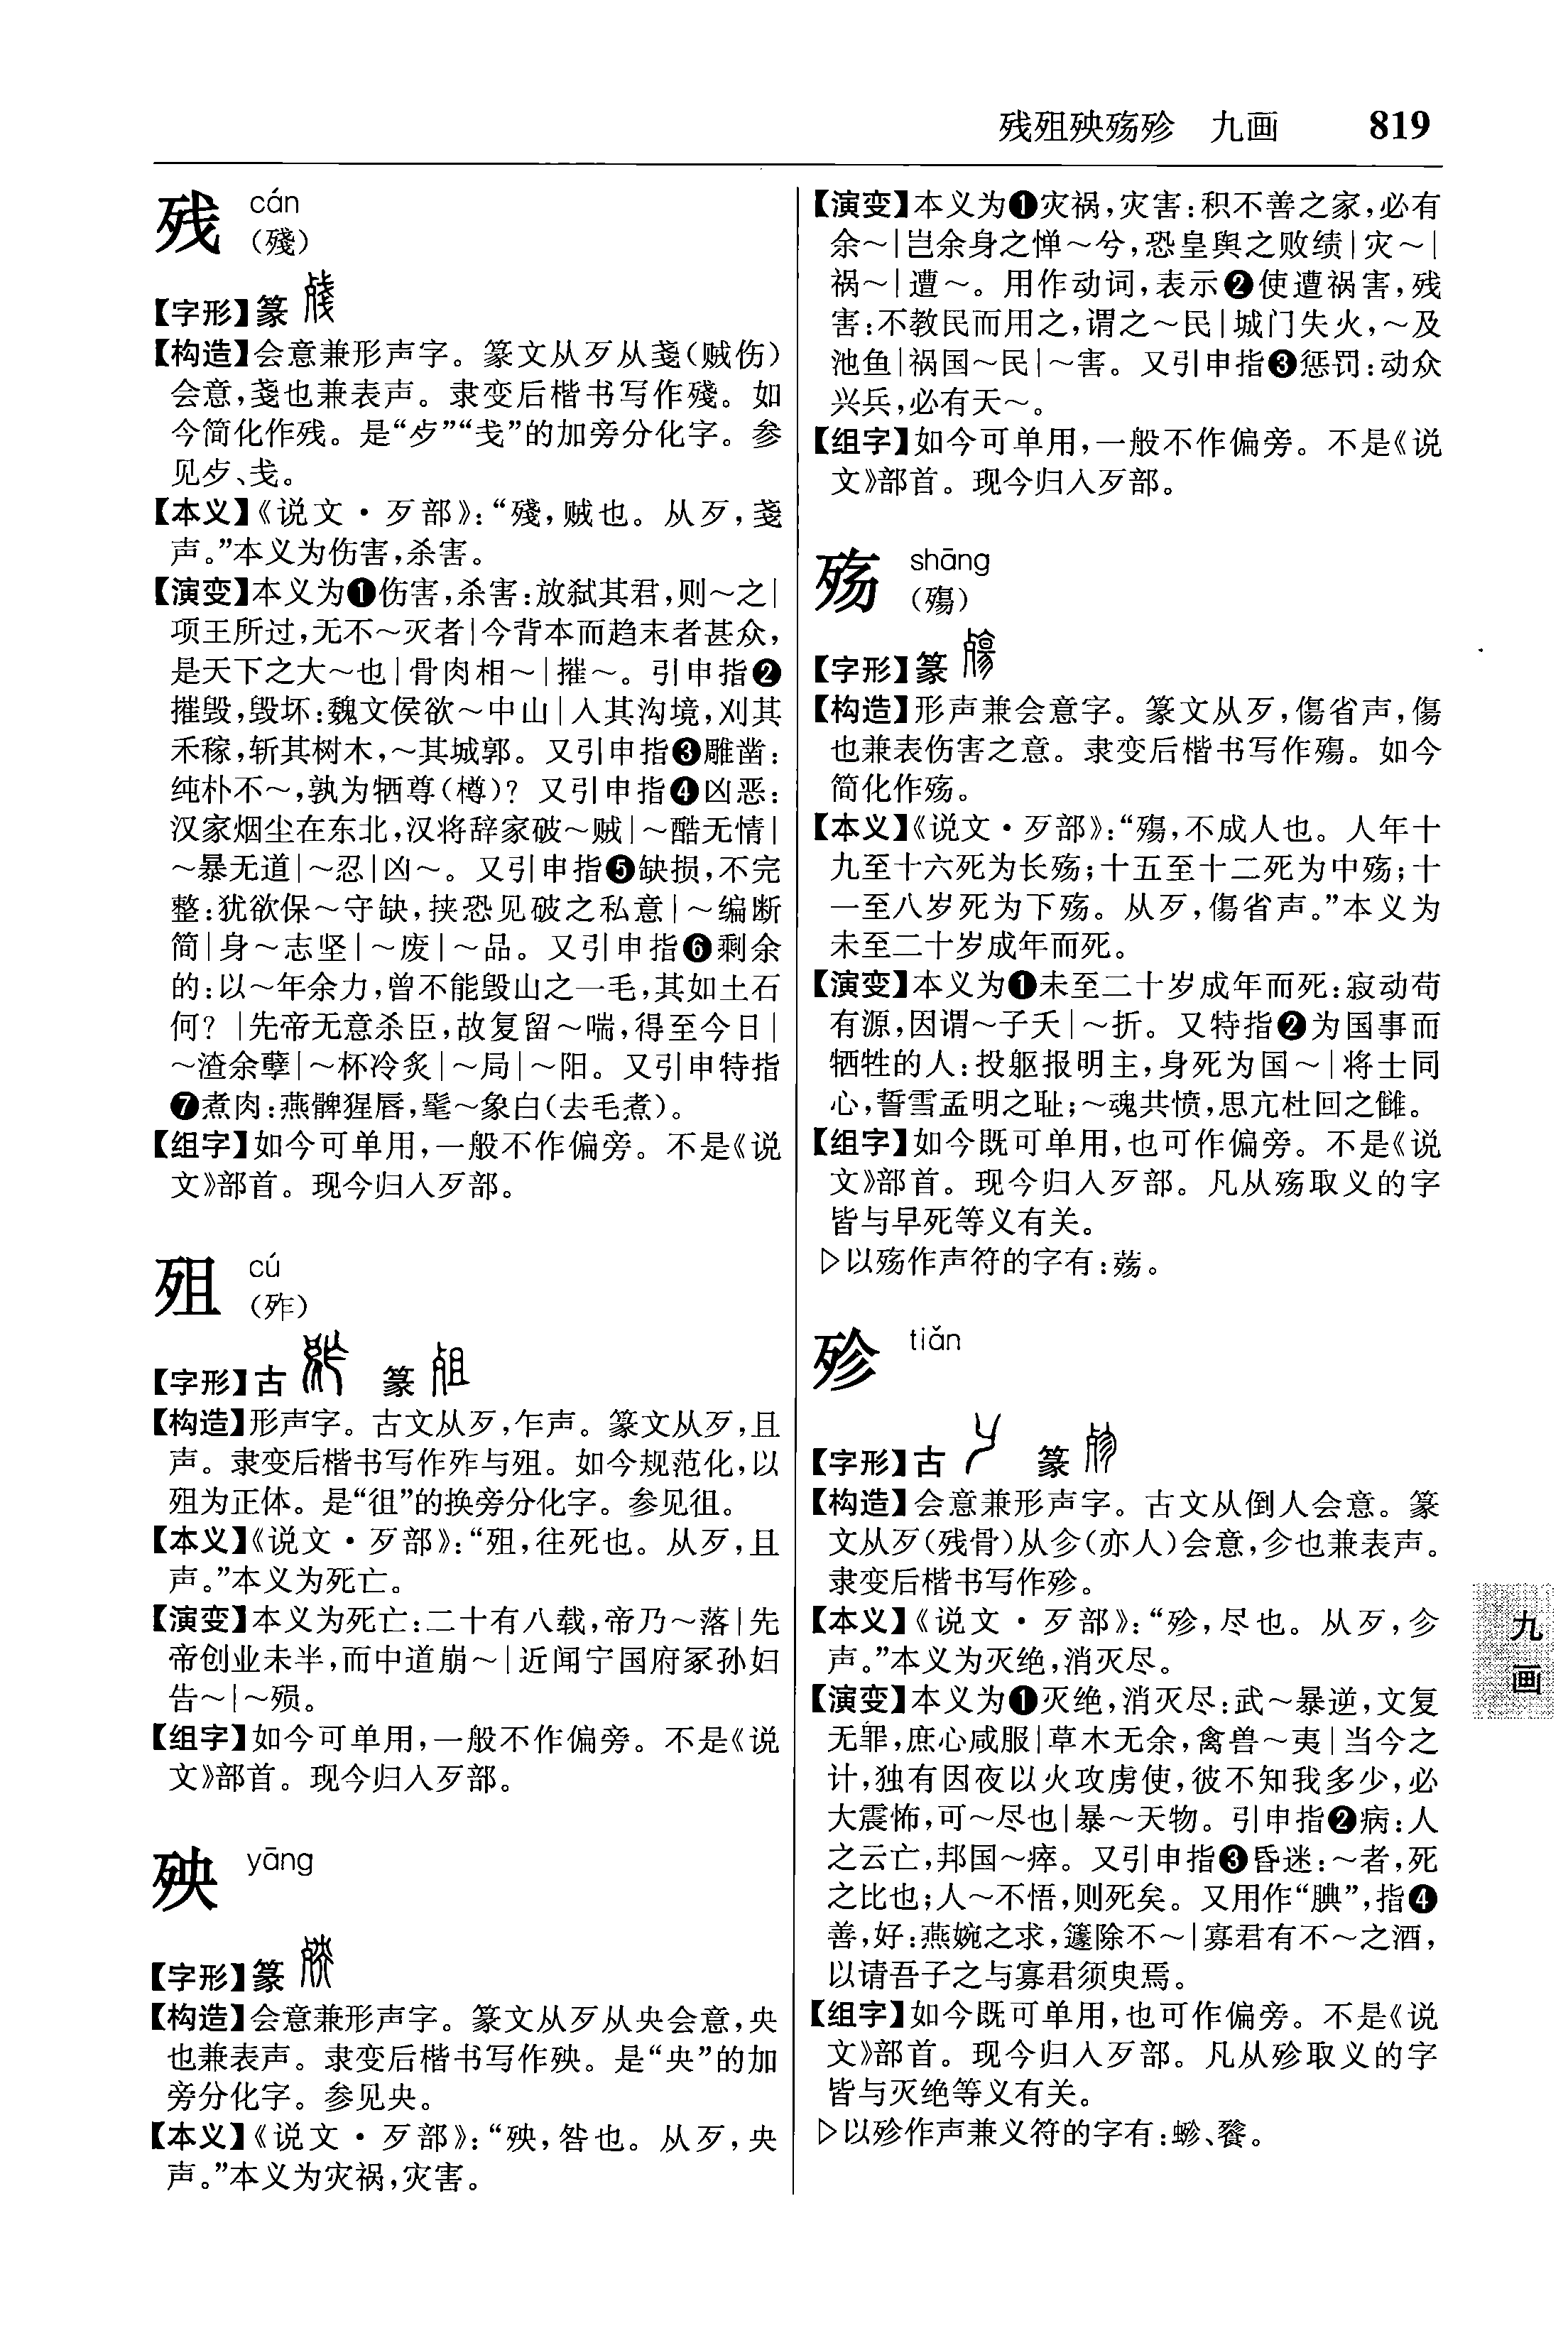 残殂殃殇殄　九画　819
残 cán
（殘）
【字形】篆
【构造】会意兼形声字。篆文从歹从戔（贼伤）
会意，戔也兼表声。隶变后楷书写作殘。如
今简化作残。是“歺”“戋”的加旁分化字。参
见歺、戋。
【本义】《说文·歹部》：“殘，贼也。从歹，戔
声。”本义为伤害，杀害。
【演变】本义为❶伤害，杀害：放弑其君，则～之|
项王所过，无不～灭者|今背本而趋末者甚众，
是天下之大～也|骨肉相～|摧～。引申指❷
摧毁，毁坏：魏文侯欲～中山|入其沟境，刈其
禾稼，斩其树木，～其城郭。又引申指❸雕凿：
纯朴不～，孰为牺尊（樽）？又引申指❹凶恶：
汉家烟尘在东北，汉将辞家破～贼|～酷无情|
～暴无道|～忍|凶～。又引申指❺缺损，不完
整：犹欲保～守缺，挟恐见破之私意|～编断
简|身～志坚|～废|～品。又引申指❻剩余
的：以～年余力，曾不能毁山之一毛，其如土石
何？|先帝无意杀臣，故复留～喘，得至今日|
～渣余孽|～杯冷炙|～局|～阳。又引申特指
❼煮肉：燕髀猩唇，髦～象白（去毛煮）。
【组字】如今可单用，一般不作偏旁。不是《说
文》部首。现今归入歹部。
殂 cú
（殅）
【字形】古　篆
【构造】形声字。古文从歹，乍声。篆文从歹，且
声。隶变后楷书写作与殂。如今规范化，以
殂为正体。是“徂”的换旁分化字。参见徂。
【本义】《说文·歹部》：“殂，往死也。从歹，且
声。”本义为死亡。
【演变】本义为死亡：二十有八载，帝乃～落|先
帝创业未半，而中道崩～|近闻宁国府冢孙妇
告～|～殒。
【组字】如今可单用，一般不作偏旁。不是《说
文》部首。现今归入歹部。
殃 yāng
【字形】篆
【构造】会意兼形声字。篆文从歹从央会意，央
也兼表声。隶变后楷书写作殃。是“央”的加
旁分化字。参见央。
【本义】《说文·歹部》：“殃，咎也。从歹，央
声。”本义为灾祸，灾害。
【演变】本义为❶灾祸，灾害：积不善之家，必有
余～|岂余身之惮～兮，恐皇舆之败绩|灾～|
祸～|遭～。用作动词，表示❷使遭祸害，残
害：不教民而用之，谓之～民|城门失火，～及
池鱼|祸国～民|～害。又引申指❸惩罚：动众
兴兵，必有天～。
【组字】如今可单用，一般不作偏旁。不是《说
文》部首。现今归入歹部。
殇 shāng
（殤）
【字形】篆
【构造】形声兼会意字。篆文从歹，傷省声，傷
也兼表伤害之意。隶变后楷书写作殤。如今
简化作殇。
【本义】《说文·歹部》：“殤，不成人也。人年十
九至十六死为长殇；十五至十二死为中殇；十
一至八岁死为下殇。从歹，傷省声。”本义为
未至二十岁成年而死。
【演变】本义为❶未至二十岁成年而死：寂动苟
有源，因谓～子夭|～折。又特指❷为国事而
牺牲的人：投躯报明主，身死为国～|将士同
心，誓雪孟明之耻；～魂共愤，思亢杜回之雠。
【组字】如今既可单用，也可作偏旁。不是《说
文》部首。现今归入歹部。凡从殇取义的字
皆与早死等义有关。
▷以殇作声符的字有：䓗。
殄 tiǎn
【字形】古　篆
【构造】会意兼形声字。古文从倒人会意。篆
文从歹（残骨）从㐱（亦人）会意，㐱也兼表声。
隶变后楷书写作殄。
【本义】《说文·歹部》：“殄，尽也。从歹，㐱
声。”本义为灭绝，消灭尽。
【演变】本义为❶灭绝，消灭尽：武～暴逆，文复
无罪，庶心咸服|草木无余，禽兽～夷|当今之
计，独有因夜以火攻虏使，彼不知我多少，必
大震怖，可～尽也|暴～天物。引申指❷病：人
之云亡，邦国～瘁。又引申指❸昏迷：～者，死
之比也；人～不悟，则死矣。又用作“腆”，指❹
善，好：燕婉之求，籧除不～|寡君有不～之酒，
以请吾子之与寡君须臾焉。
【组字】如今既可单用，也可作偏旁。不是《说
文》部首。现今归入歹部。凡从殄取义的字
皆与灭绝等义有关。
▷以殄作声兼义符的字有：、餮。
九
画